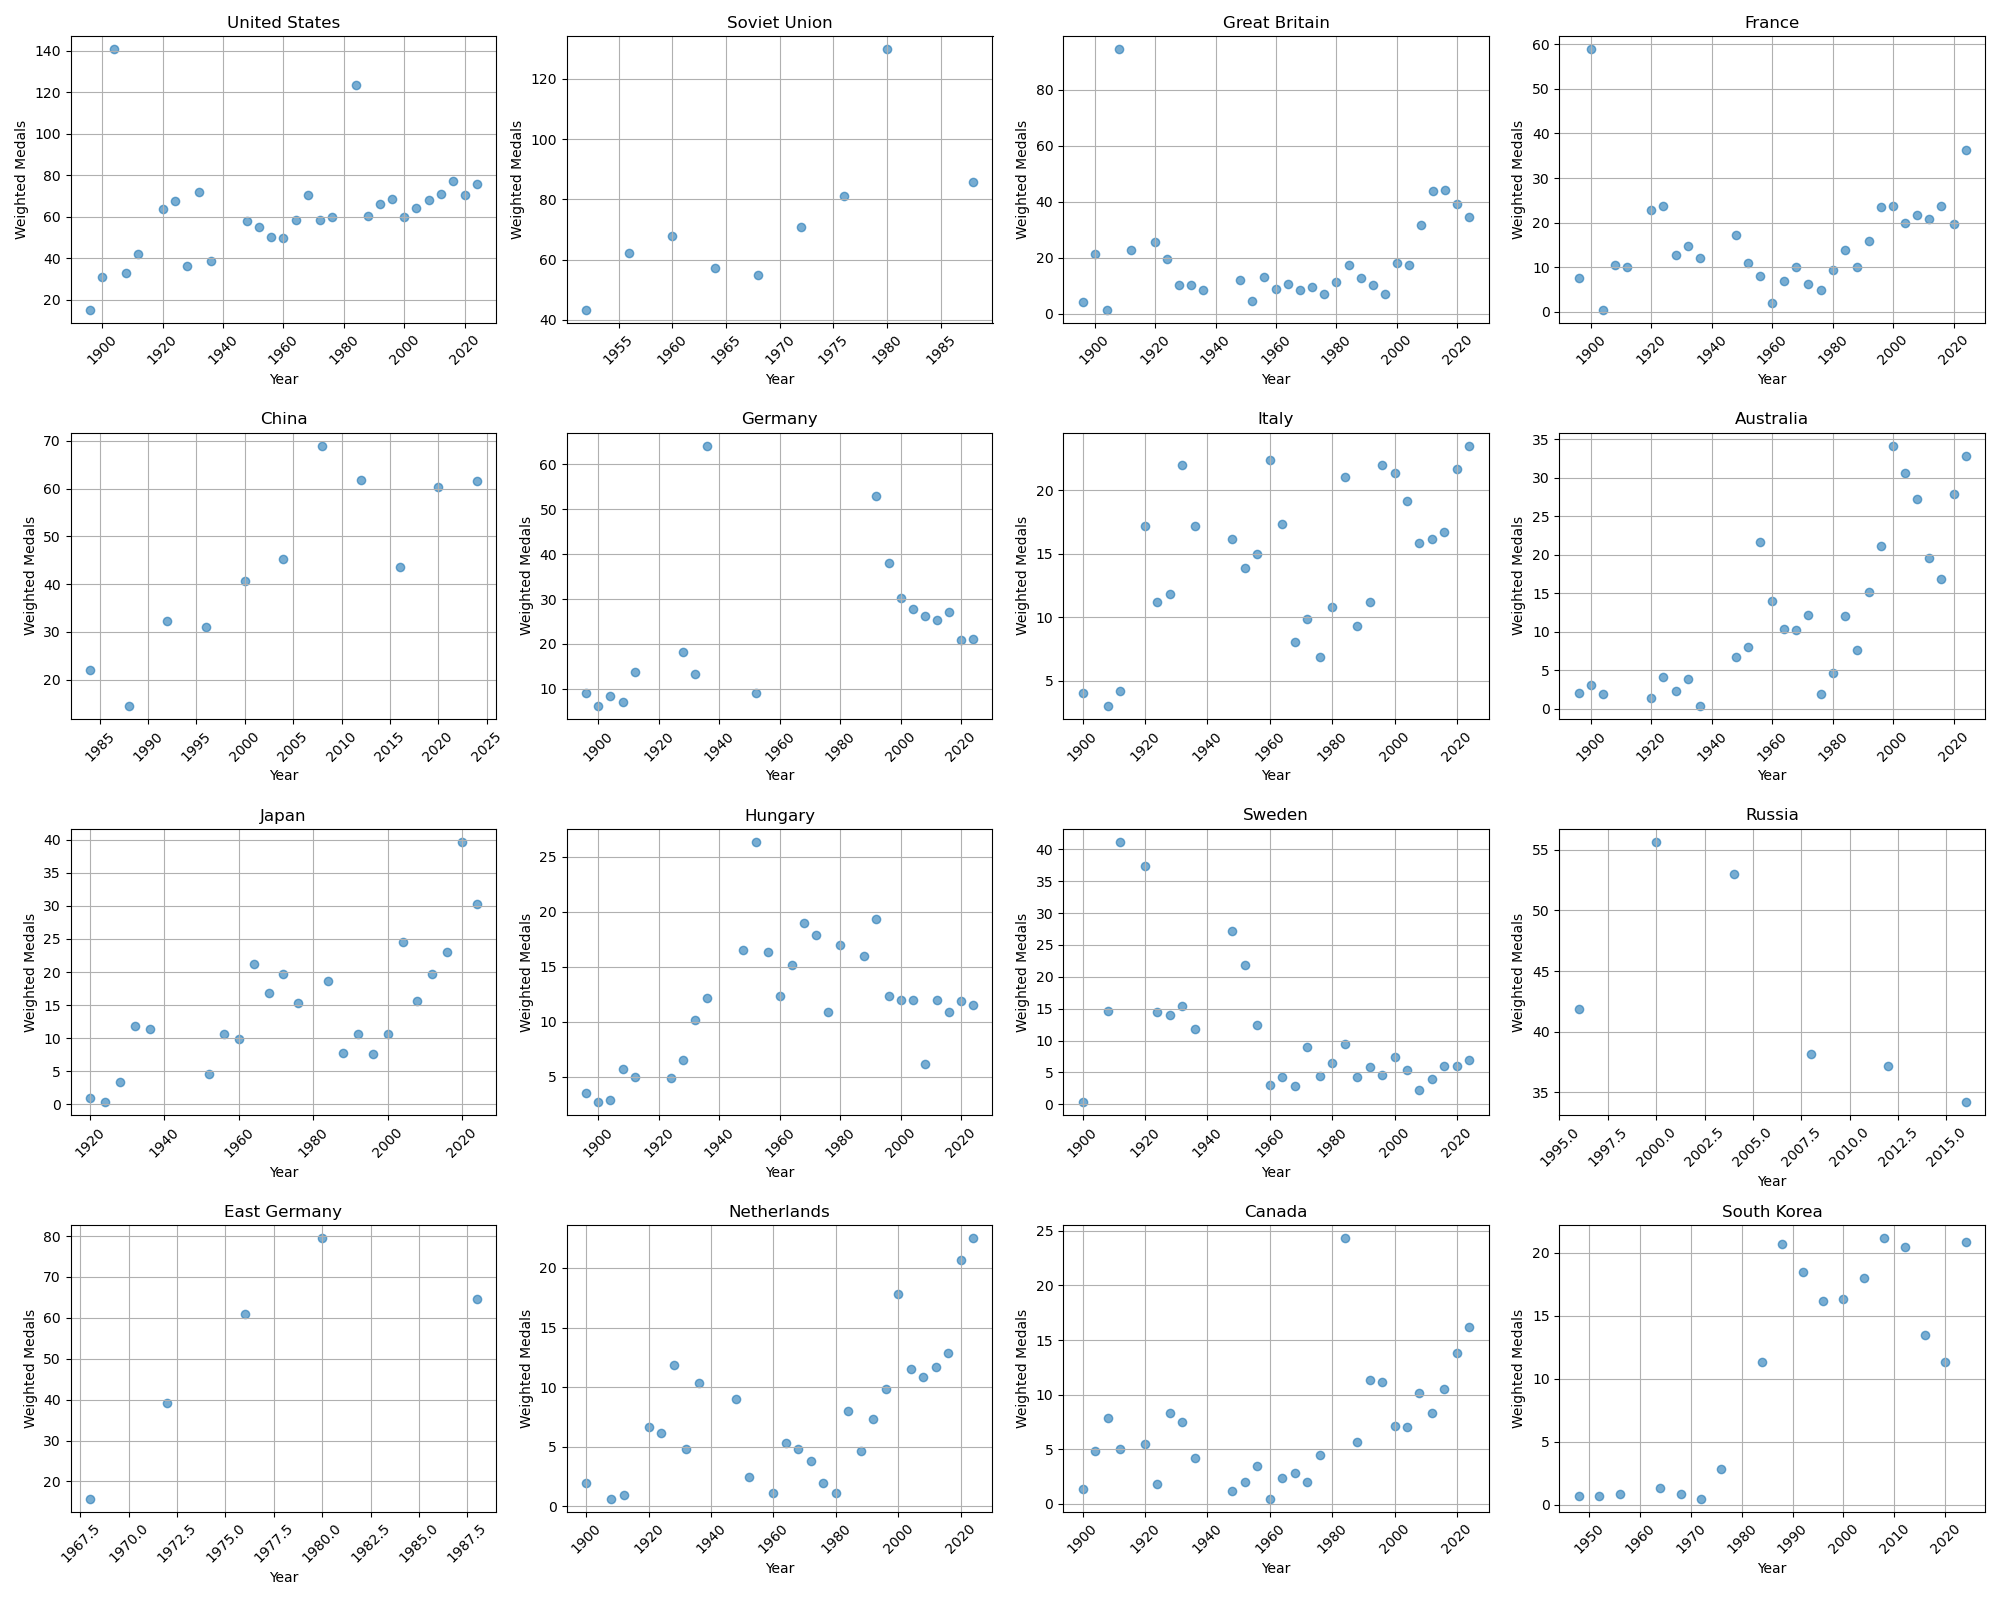 United States
Weighted Medals
140
120
100
80
60
40
20
1900 1920 1940 1960 1980 2000 2020
Year
Soviet Union
Weighted Medals
120
100
80
60
40
1955 1960 1965 1970 1975 1980 1985
Year
Great Britain
Weighted Medals
80
60
40
20
0
1900 1920 1940 1960 1980 2000 2020
Year
France
Weighted Medals
60
50
40
30
20
10
0
1900 1920 1940 1960 1980 2000 2020
Year
China
Weighted Medals
70
60
50
40
30
20
1985 1990 1995 2000 2005 2010 2015 2020 2025
Year
Germany
Weighted Medals
60
50
40
30
20
10
1900 1920 1940 1960 1980 2000 2020
Year
Italy
Weighted Medals
20
15
10
5
1900 1920 1940 1960 1980 2000 2020
Year
Australia
Weighted Medals
35
30
25
20
15
10
5
0
1900 1920 1940 1960 1980 2000 2020
Year
Japan
Weighted Medals
40
35
30
25
20
15
10
5
0
1920 1940 1960 1980 2000 2020
Year
Hungary
Weighted Medals
25
20
15
10
5
1900 1920 1940 1960 1980 2000 2020
Year
Sweden
Weighted Medals
40
35
30
25
20
15
10
5
0
1900 1920 1940 1960 1980 2000 2020
Year
Russia
Weighted Medals
55
50
45
40
35
1995.0 1997.5 2000.0 2002.5 2005.0 2007.5 2010.0 2012.5 2015.0
Year
East Germany
Weighted Medals
80
70
60
50
40
30
20
1967.5 1970.0 1972.5 1975.0 1977.5 1980.0 1982.5 1985.0 1987.5
Year
Netherlands
Weighted Medals
20
15
10
5
0
1900 1920 1940 1960 1980 2000 2020
Year
Canada
Weighted Medals
25
20
15
10
5
0
1900 1920 1940 1960 1980 2000 2020
Year
South Korea
Weighted Medals
20
15
10
5
0
1950 1960 1970 1980 1990 2000 2010 2020
Year